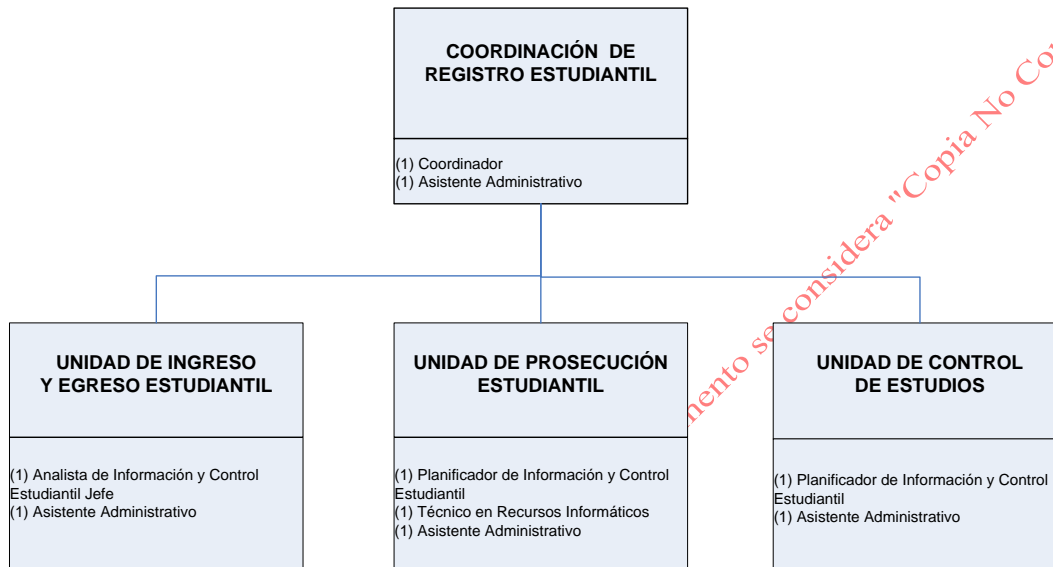 COORDINACIÓN DE
REGISTRO ESTUDIANTIL
(1) Coordinador
(1) Asistente Administrativo
UNIDAD DE INGRESO
Y EGRESO ESTUDIANTIL
(1) Analista de Información y Control
Estudiantil Jefe
(1) Asistente Administrativo
UNIDAD DE PROSECUCIÓN
ESTUDIANTIL
(1) Planificador de Información y Control
Estudiantil
(1) Técnico en Recursos Informáticos
(1) Asistente Administrativo
UNIDAD DE CONTROL
DE ESTUDIOS
(1) Planificador de Información y Control
Estudiantil
(1) Asistente Administrativo
se considera "Copia No